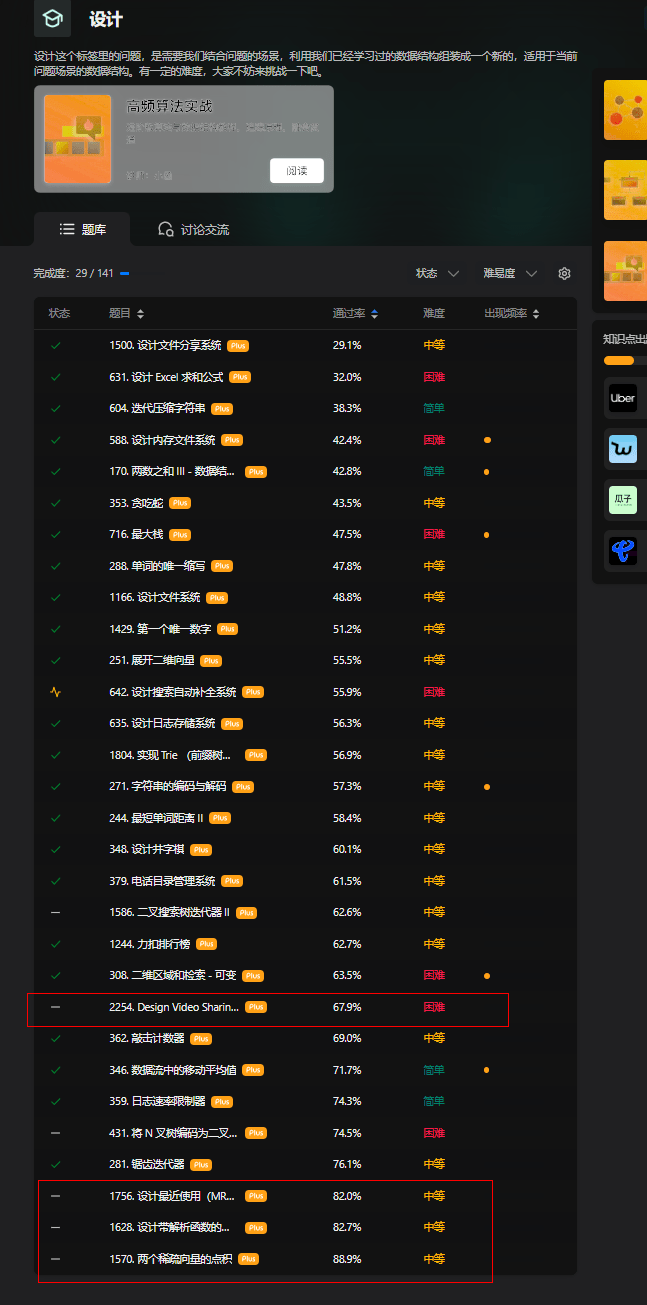 设计
设计这个标签里的问题，是需要我们结合问题的场景，利用我们已经学习过的数据结构组装成一个新的，适用于当前
问题场景的数据结构。有一定的难度，大家不妨来挑战一下吧。
高频算法实战
阅读
题库 讨论交流
完成度：29 / 141 状态 难易度
状态 题目 通过率 难度 出现频率
1500. 设计文件分享系统 Plus 29.1% 中等
631. 设计 Excel 求和公式 Plus 32.0% 困难
604. 迭代压缩字符串 Plus 38.3% 简单
588. 设计内存文件系统 Plus 42.4% 困难
170. 两数之和 III - 数据结... Plus 42.8% 简单
353. 贪吃蛇 Plus 43.5% 中等
716. 最大栈 Plus 47.5% 困难
288. 单词的唯一缩写 Plus 47.8% 中等
1166. 设计文件系统 Plus 48.8% 中等
1429. 第一个唯一数字 Plus 51.2% 中等
251. 展开二维向量 Plus 55.5% 中等
642. 设计搜索自动补全系统 Plus 55.9% 困难
635. 设计日志存储系统 Plus 56.3% 中等
1804. 实现 Trie （前缀树... Plus 56.9% 中等
271. 字符串的编码与解码 Plus 57.3% 中等
244. 最短单词距离 II Plus 58.4% 中等
348. 设计井字棋 Plus 60.1% 中等
379. 电话目录管理系统 Plus 61.5% 中等
1586. 二叉搜索树迭代器 II Plus 62.6% 中等
1244. 力扣排行榜 Plus 62.7% 中等
308. 二维区域和检索 - 可变 Plus 63.5% 困难
2254. Design Video Sharin... Plus 67.9% 困难
362. 敲击计数器 Plus 69.0% 中等
346. 数据流中的移动平均值 Plus 71.7% 简单
359. 日志速率限制器 Plus 74.3% 简单
431. 将 N 叉树编码为二叉... Plus 74.5% 困难
281. 锯齿迭代器 Plus 76.1% 中等
1756. 设计最近使用（MR... Plus 82.0% 中等
1628. 设计带解析函数的... Plus 82.7% 中等
1570. 两个稀疏向量的点积 Plus 88.9% 中等
知识点出
Uber
瓜子